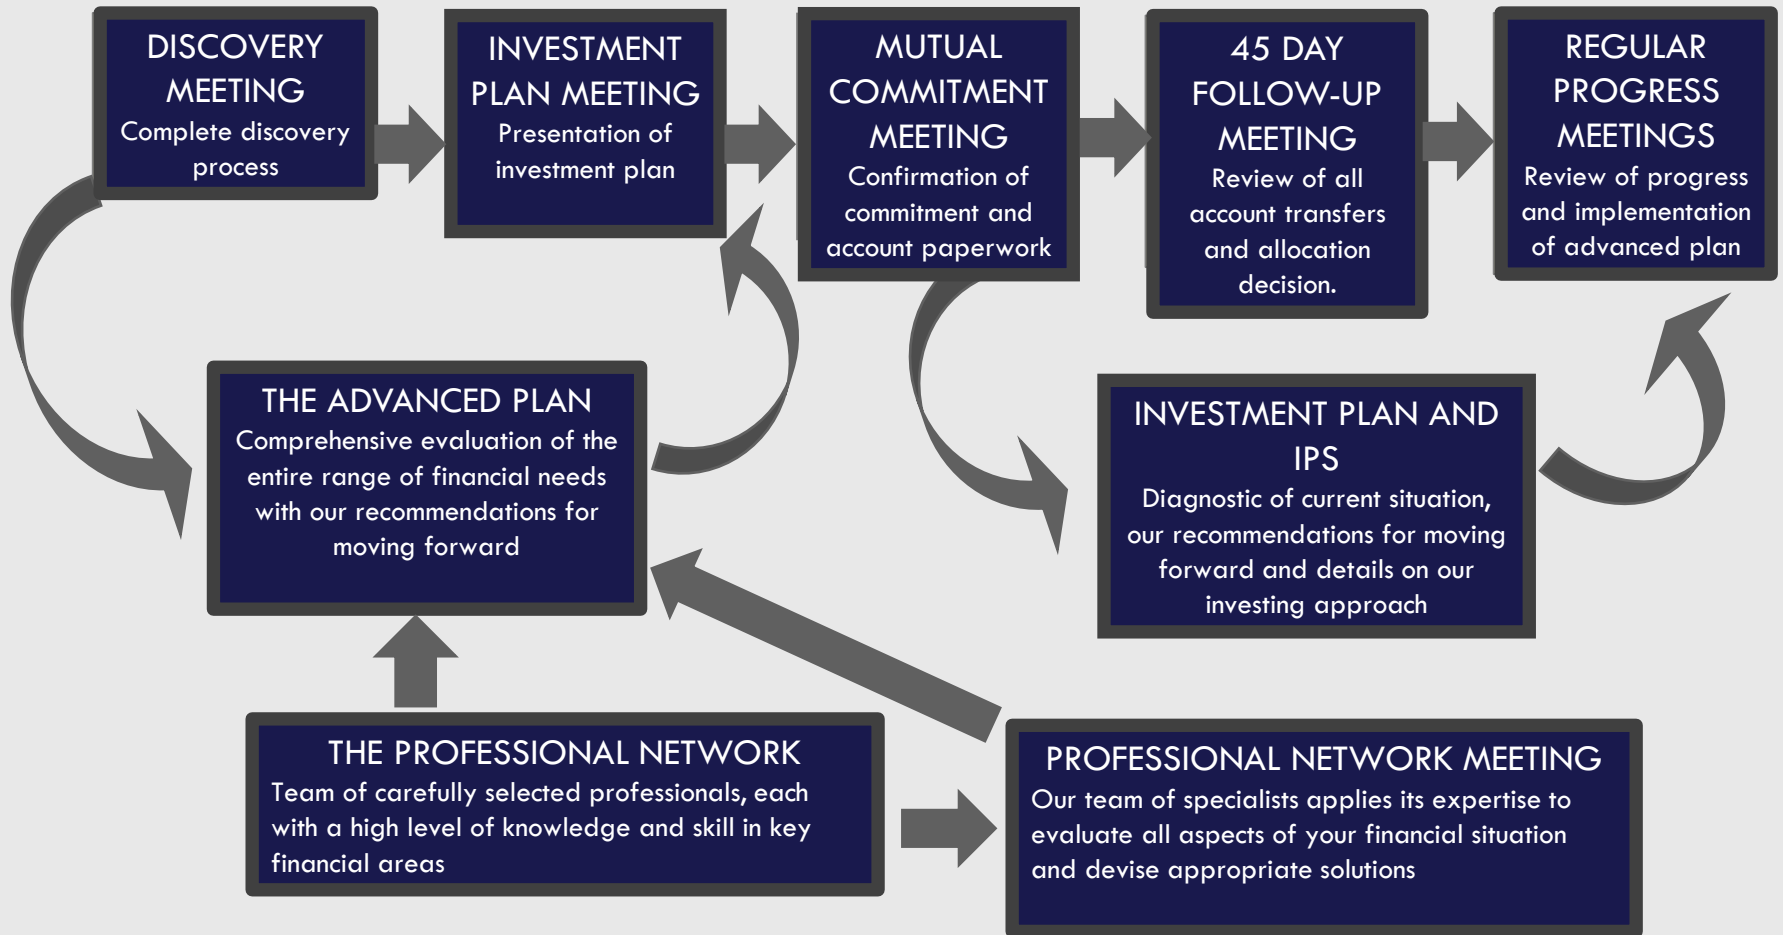 DISCOVERY
MEETING
Complete discovery
process
INVESTMENT
PLAN MEETING
Presentation of
investment plan
MUTUAL
COMMITMENT
MEETING
Confirmation of
commitment and
account paperwork
45 DAY
FOLLOW-UP
MEETING
Review of all
account transfers
and allocation
decision.
REGULAR
PROGRESS
MEETINGS
Review of progress
and implementation
of advanced plan
THE ADVANCED PLAN
Comprehensive evaluation of the
entire range of financial needs
with our recommendations for
moving forward
INVESTMENT PLAN AND
IPS
Diagnostic of current situation,
our recommendations for moving
forward and details on our
investing approach
THE PROFESSIONAL NETWORK
Team of carefully selected professionals, each
with a high level of knowledge and skill in key
financial areas
PROFESSIONAL NETWORK MEETING
Our team of specialists applies its expertise to
evaluate all aspects of your financial situation
and devise appropriate solutions